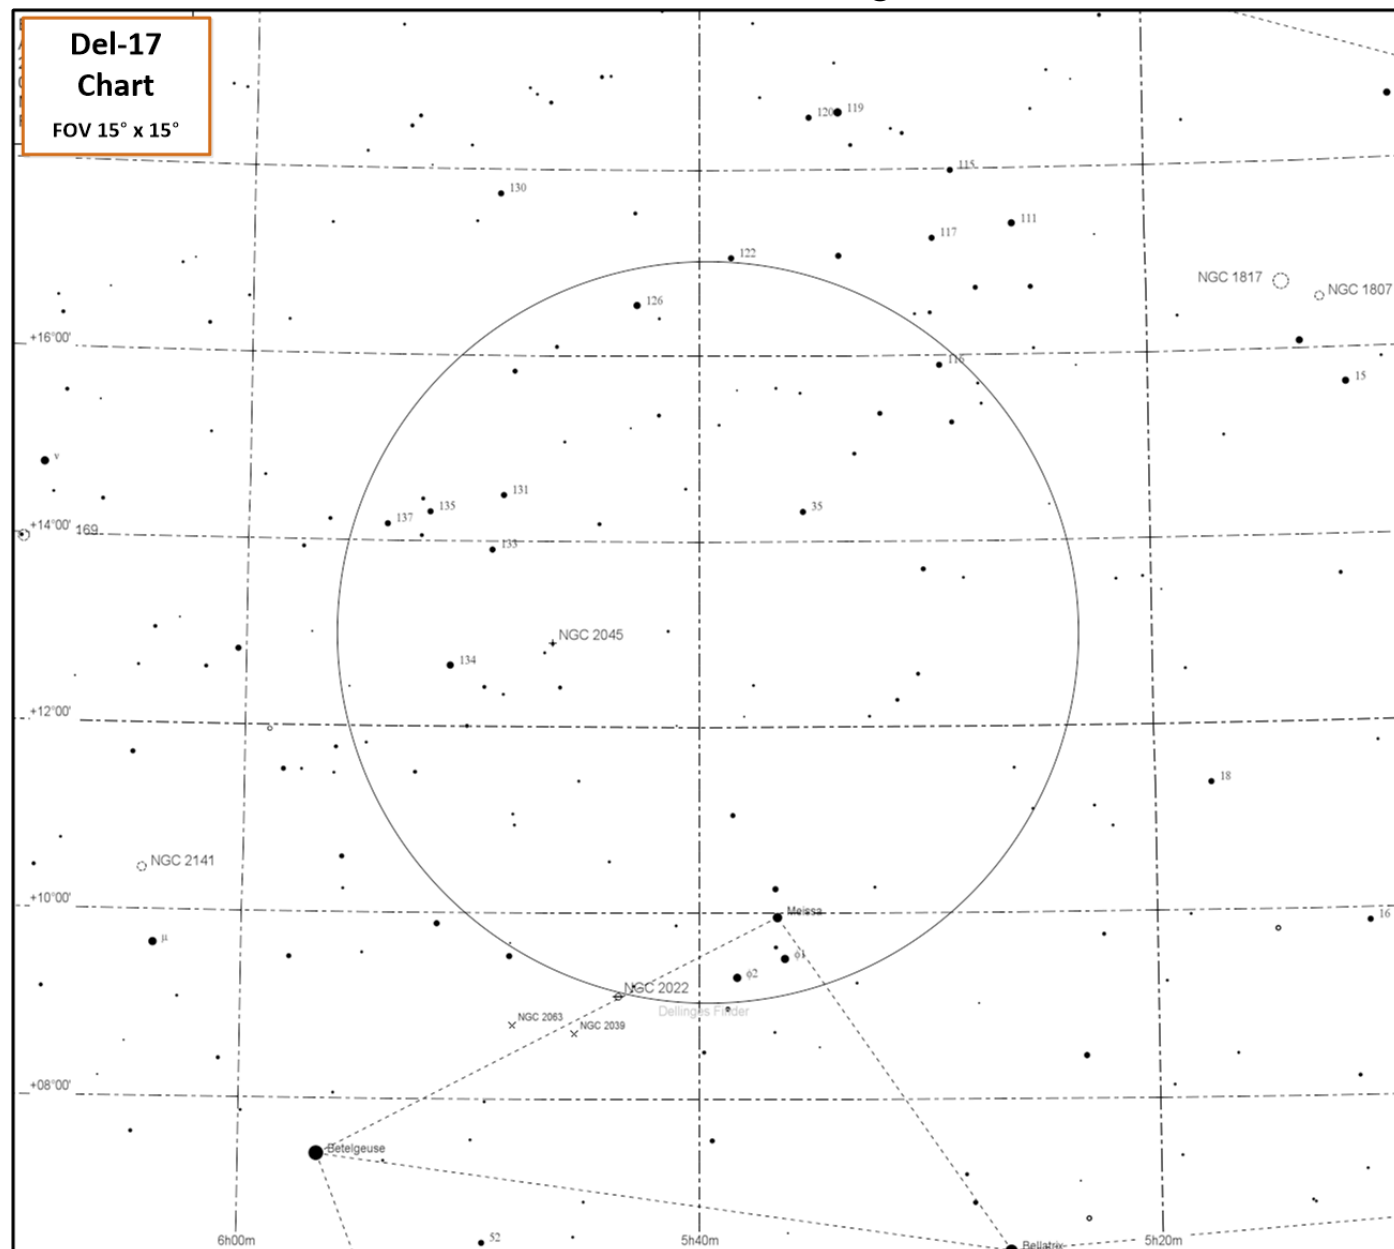 Del-17
Chart
FOV 15° x 15°
120
119
115
130
111
117
122
NGC 1817
NGC 1807
126
+16°00'
116
15
ν
131
135
35
137
+14°00'
169
133
NGC 2045
134
+12°00'
18
NGC 2141
+10°00'
Meissa
16
μ
ϕ1
ϕ2
NGC 2022
Dellinges Finder
NGC 2063
NGC 2039
+08°00'
Betelgeuse
52
6h00m
5h40m
5h20m
Bellatrix